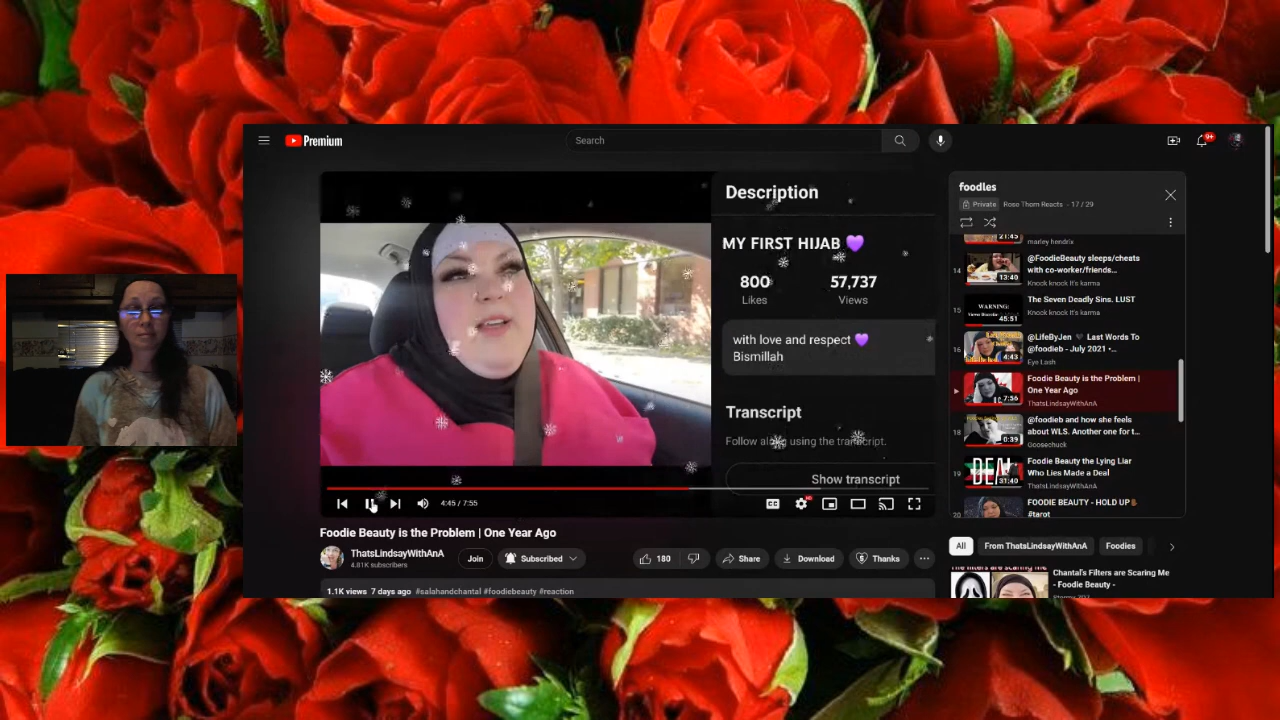 Premium
Search
9+
Description
MY FIRST HIJAB 💜
800 57,737
Likes Views
with love and respect 💜
Bismillah
Transcript
Follow along using the transcript.
Show transcript
4:45 / 7:55
CC
HD
Foodie Beauty is the Problem | One Year Ago
ThatsLindsayWithAnA
4.81K subscribers
Join
Subscribed
180
Share
Download
Thanks
1.1K views 7 days ago #salahandchantal #foodiebeauty #reaction
foodles
Private Rose Thorn Reacts - 17 / 29
21:45
marley hendrix
14
13:40
@FoodieBeauty sleeps/cheats
with co-worker/friends...
Knock knock It's karma
15
WARNING:
45:51
The Seven Deadly Sins. LUST
Knock knock It's karma
16
4:43
@LifeByJen 🖤 Last Words To
@foodieb - July 2021 •...
Eye Lash
7:56
Foodie Beauty is the Problem |
One Year Ago
ThatsLindsayWithAnA
18
0:39
@foodieb and how she feels
about WLS. Another one for t...
Goosechuck
19
DEAL
31:40
Foodie Beauty the Lying Liar
Who Lies Made a Deal
ThatsLindsayWithAnA
20
FOODIE BEAUTY - HOLD UP✋
#tarot
All
From ThatsLindsayWithAnA
Foodies
Chantal's Filters are Scaring Me
- Foodie Beauty -